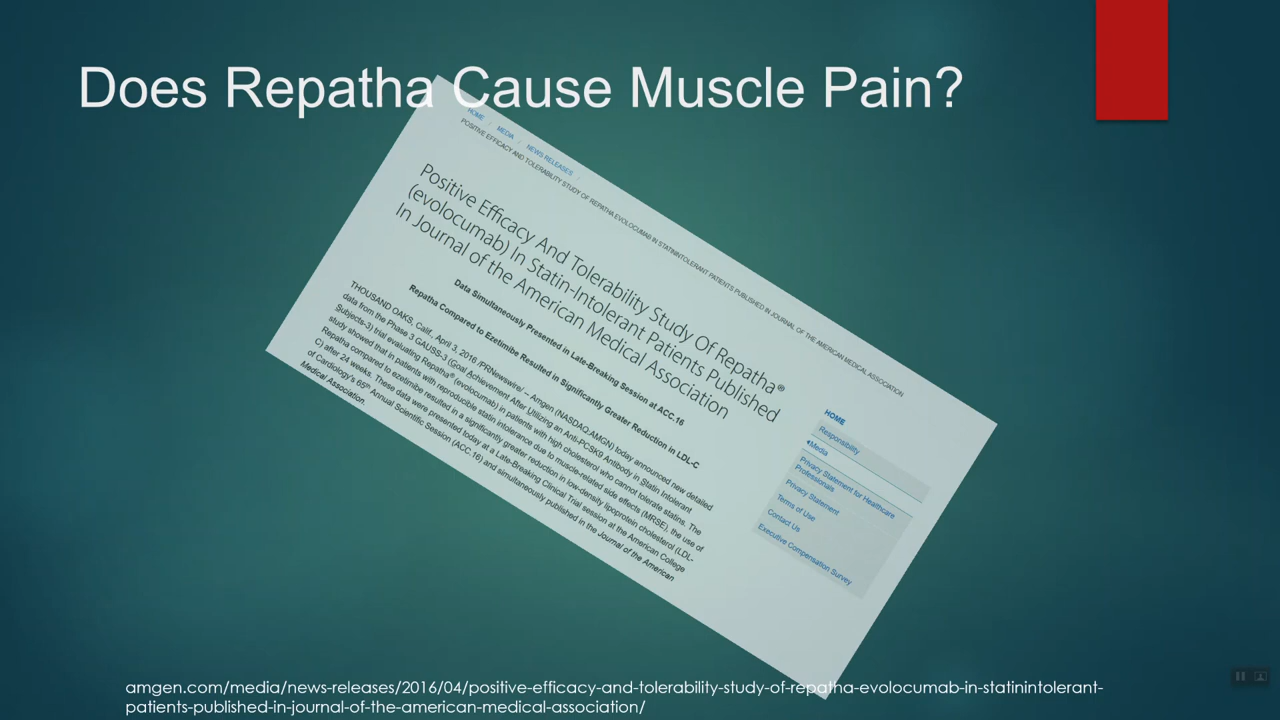 Does Repatha Cause Muscle Pain?
HOME / MEDIA / NEWS RELEASES /
POSITIVE EFFICACY AND TOLERABILITY STUDY OF REPATHA EVOLOCUMAB IN STATININTOLERANT PATIENTS PUBLISHED IN JOURNAL OF THE AMERICAN MEDICAL ASSOCIATION
Positive Efficacy And Tolerability Study Of Repatha®
(evolocumab) In Statin-Intolerant Patients Published
In Journal of the American Medical Association
Data Simultaneously Presented in Late-Breaking Session at ACC.16
Repatha Compared to Ezetimibe Resulted in Significantly Greater Reduction in LDL-C
THOUSAND OAKS, Calif., April 3, 2016 /PRNewswire/ -- Amgen (NASDAQ:AMGN) today announced new detailed
data from the Phase 3 GAUSS-3 (Goal Achievement After Utilizing an Anti-PCSK9 Antibody in Statin Intolerant
Subjects-3) trial evaluating Repatha® (evolocumab) in patients with high cholesterol who cannot tolerate statins. The
study showed that in patients with reproducible statin intolerance due to muscle-related side effects (MRSE), the use of
Repatha compared to ezetimibe resulted in a significantly greater reduction in low-density lipoprotein cholesterol (LDL-
C) after 24 weeks. These data were presented today at a Late-Breaking Clinical Trial session at the American College
of Cardiology's 65th Annual Scientific Session (ACC.16) and simultaneously published in the Journal of the American
Medical Association.
HOME
Responsibility
Media
Privacy Statement for Healthcare
Professionals
Privacy Statement
Terms of Use
Contact Us
Executive Compensation Survey
amgen.com/media/news-releases/2016/04/positive-efficacy-and-tolerability-study-of-repatha-evolocumab-in-statinintolerant-
patients-published-in-journal-of-the-american-medical-association/